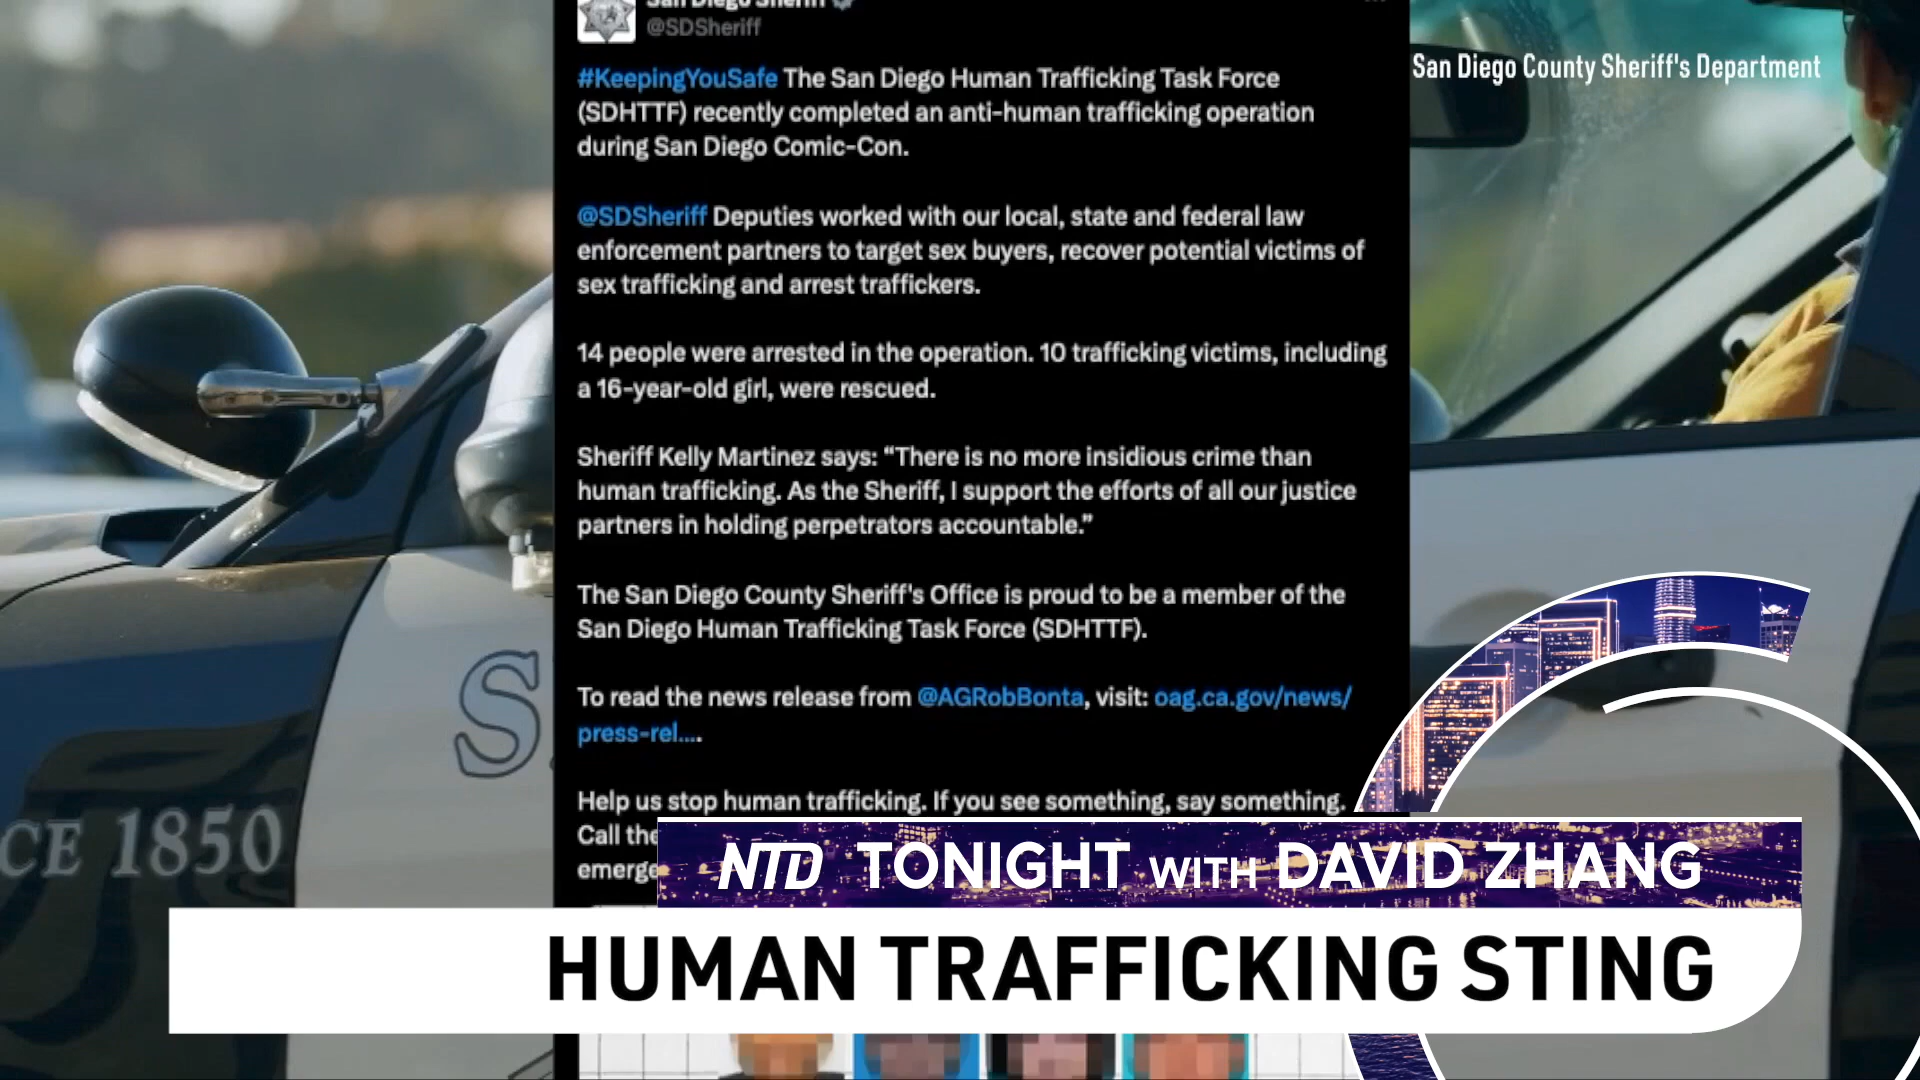 San Diego Sheriff
@SDSheriff
San Diego County Sheriff's Department
#KeepingYouSafe The San Diego Human Trafficking Task Force
(SDHTTF) recently completed an anti-human trafficking operation
during San Diego Comic-Con.
@SDSheriff Deputies worked with our local, state and federal law
enforcement partners to target sex buyers, recover potential victims of
sex trafficking and arrest traffickers.
14 people were arrested in the operation. 10 trafficking victims, including
a 16-year-old girl, were rescued.
Sheriff Kelly Martinez says: “There is no more insidious crime than
human trafficking. As the Sheriff, I support the efforts of all our justice
partners in holding perpetrators accountable.”
The San Diego County Sheriff's Office is proud to be a member of the
San Diego Human Trafficking Task Force (SDHTTF).
To read the news release from @AGRobBonta, visit: oag.ca.gov/news/
press-rel….
Help us stop human trafficking. If you see something, say something.
Call the
emerge
S
CE 1850
NTD TONIGHT WITH DAVID ZHANG
HUMAN TRAFFICKING STING